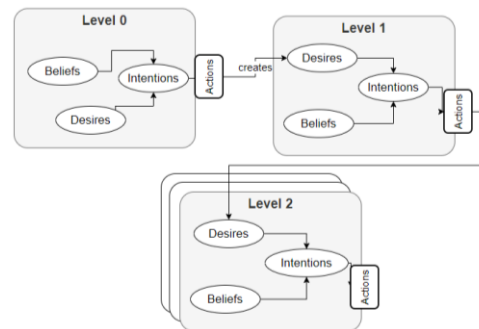 Level 0
Beliefs
Intentions
Desires
Actions
creates
Level 1
Desires
Intentions
Beliefs
Actions
Level 2
Desires
Intentions
Beliefs
Actions